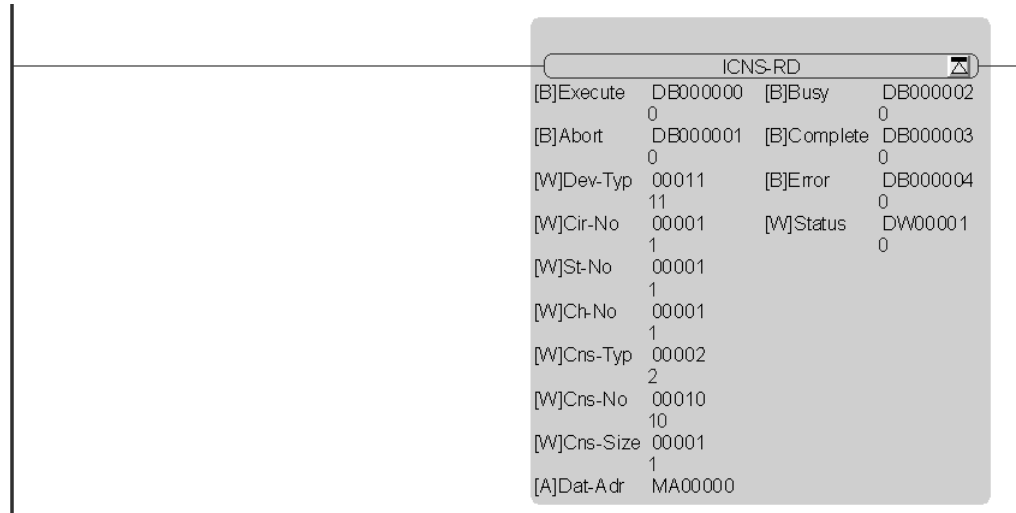 ICNS-RD
[B]Execute DB000000 [B]Busy DB000002
0 0
[B]Abort DB000001 [B]Complete DB000003
0 0
[W]Dev-Typ 00011 [B]Error DB000004
11 0
[W]Cir-No 00001 [W]Status DW00001
1 0
[W]St-No 00001
1
[W]Ch-No 00001
1
[W]Cns-Typ 00002
2
[W]Cns-No 00010
10
[W]Cns-Size 00001
1
[A]Dat-Adr MA00000